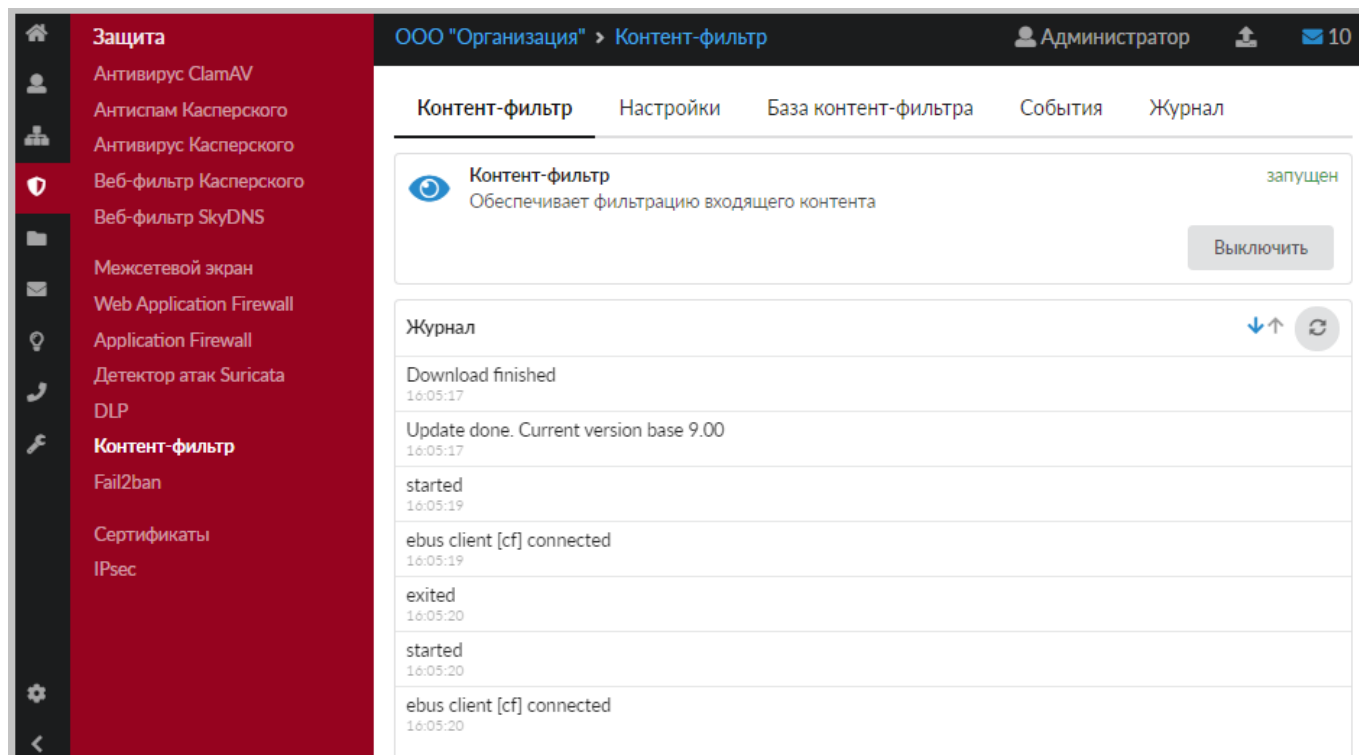 Защита
Антивирус ClamAV
Антиспам Касперского
Антивирус Касперского
Веб-фильтр Касперского
Веб-фильтр SkyDNS
Межсетевой экран
Web Application Firewall
Application Firewall
Детектор атак Suricata
DLP
Контент-фильтр
Fail2ban
Сертификаты
IPsec
ООО "Организация" > Контент-фильтр
Администратор
10
Контент-фильтр Настройки База контент-фильтра События Журнал
Контент-фильтр
запущен
Обеспечивает фильтрацию входящего контента
Выключить
Журнал
Download finished
16:05:17
Update done. Current version base 9.00
16:05:17
started
16:05:19
ebus client [cf] connected
16:05:19
exited
16:05:20
started
16:05:20
ebus client [cf] connected
16:05:20